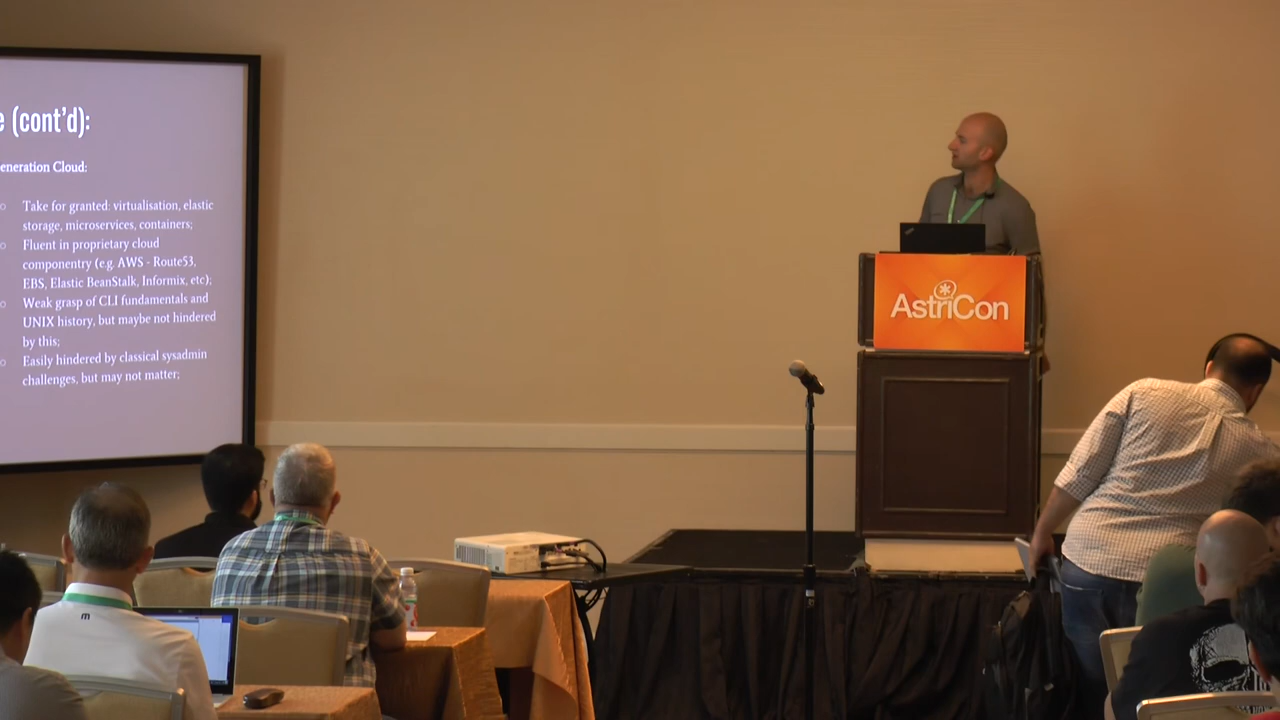 e (cont'd):
eneration Cloud:
Take for granted: virtualisation, elastic
storage, microservices, containers;
Fluent in proprietary cloud
componentry (e.g. AWS - Route53,
EBS, Elastic BeanStalk, Informix, etc);
Weak grasp of CLI fundamentals and
UNIX history, but maybe not hindered
by this;
Easily hindered by classical sysadmin
challenges, but may not matter;
AstriCon
m